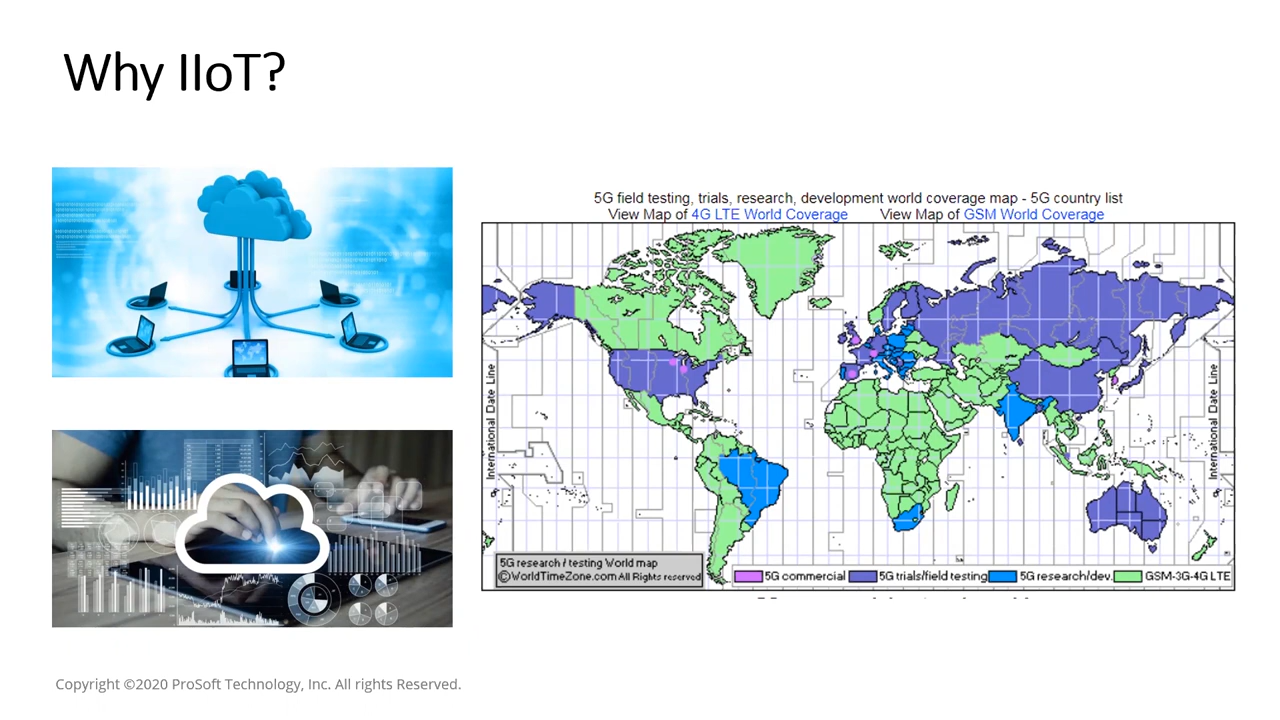 Why IIoT?
5G field testing, trials, research, development world coverage map - 5G country list
View Map of 4G LTE World Coverage View Map of GSM World Coverage
International Date Line
International Date Line
5G research / testing World map
©WorldTimeZone.com All Rights reserved
5G commercial 5G trials/field testing 5G research/dev. GSM-3G-4G LTE
Copyright ©2020 ProSoft Technology, Inc. All rights Reserved.